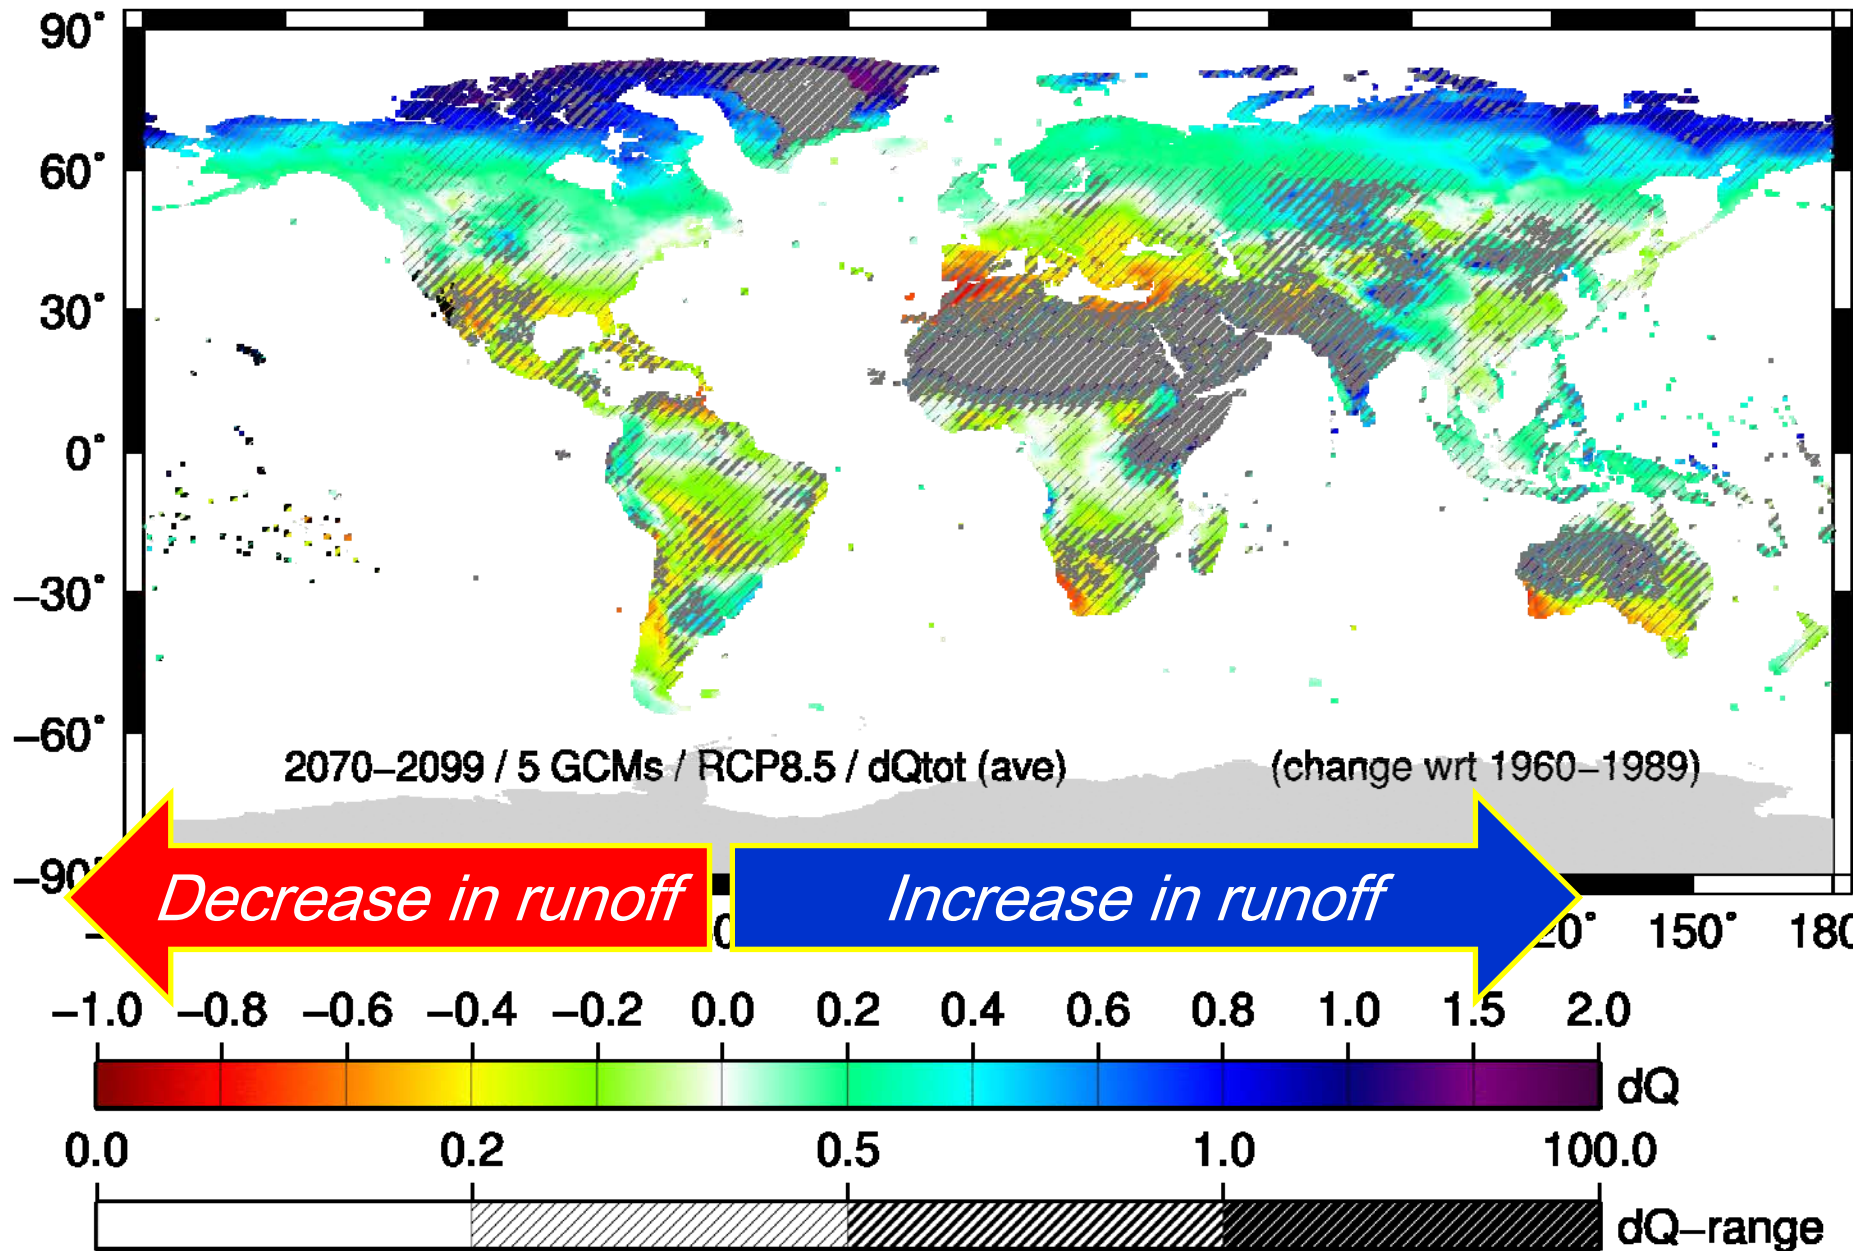 90°
60°
30°
0°
−30°
−60°
2070−2099 / 5 GCMs / RCP8.5 / dQtot (ave) (change wrt 1960−1989)
−90°
Decrease in runoff Increase in runoff
150° 180
−1.0 −0.8 −0.6 −0.4 −0.2 0.0 0.2 0.4 0.6 0.8 1.0 1.5 2.0
dQ
0.0 0.2 0.5 1.0 100.0
dQ−range